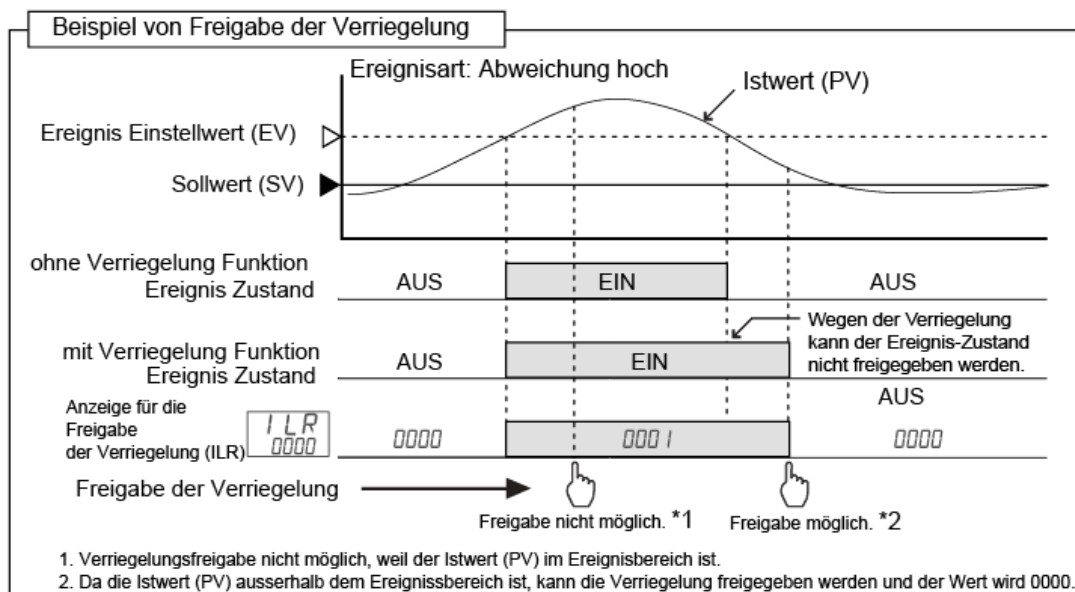 Beispiel von Freigabe der Verriegelung
Ereignisart: Abweichung hoch
Istwert (PV)
Ereignis Einstellwert (EV)
Sollwert (SV)
ohne Verriegelung Funktion
Ereignis Zustand
AUS
EIN
AUS
Wegen der Verriegelung
kann der Ereignis-Zustand
nicht freigegeben werden.
mit Verriegelung Funktion
Ereignis Zustand
AUS
EIN
AUS
Anzeige für die
Freigabe
der Verriegelung (ILR)
ILR
0000
0000
0001
0000
Freigabe der Verriegelung
Freigabe nicht möglich. *1
Freigabe möglich. *2
1. Verriegelungsfreigabe nicht möglich, weil der Istwert (PV) im Ereignisbereich ist.
2. Da die Istwert (PV) ausserhalb dem Ereignissbereich ist, kann die Verriegelung freigegeben werden und der Wert wird 0000.